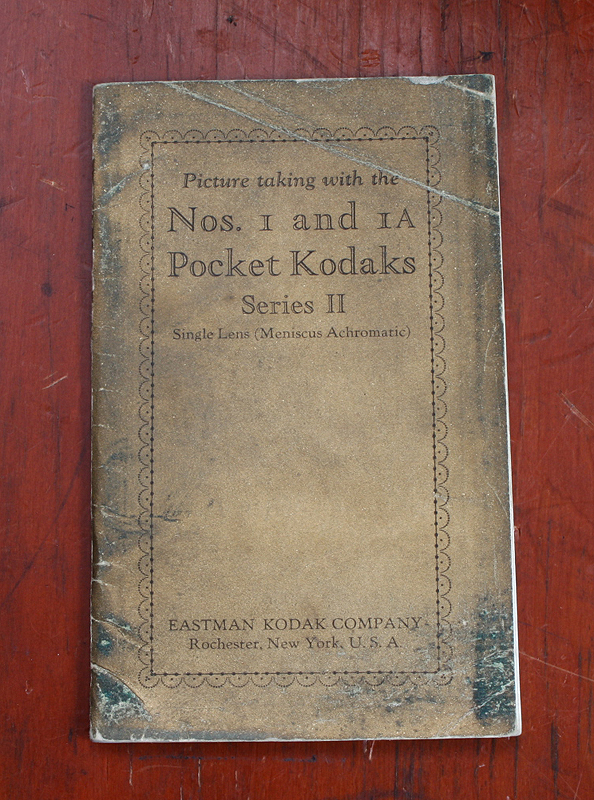 Picture taking with the
Nos. 1 and 1A
Pocket Kodaks
Series II
Single Lens (Meniscus Achromatic)
EASTMAN KODAK COMPANY
Rochester, New York, U. S. A.